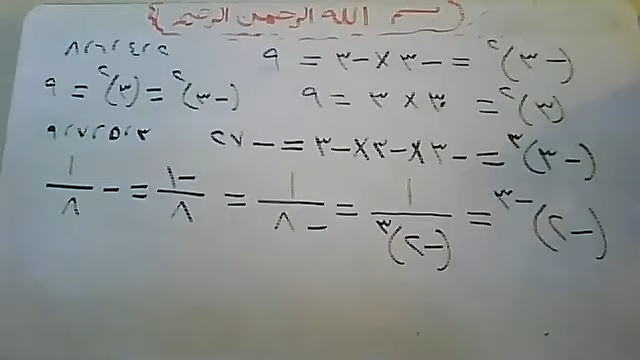 بسم الله الرحمن الرحيم
(-٣)^٢ = -٣ × -٣ = ٩
٢،٤،٦،٨
(٣)^٢ = ٣ × ٣ = ٩
(-٣)^٢ = (٣)^٢ = ٩
(-٣)^٣ = -٣ × -٣ × -٣ = -٢٧
٣،٥،٧،٩
(-٢)^-٣ = ١/(-٢)^٣ = ١/-٨ = -١/٨ = -١/٨